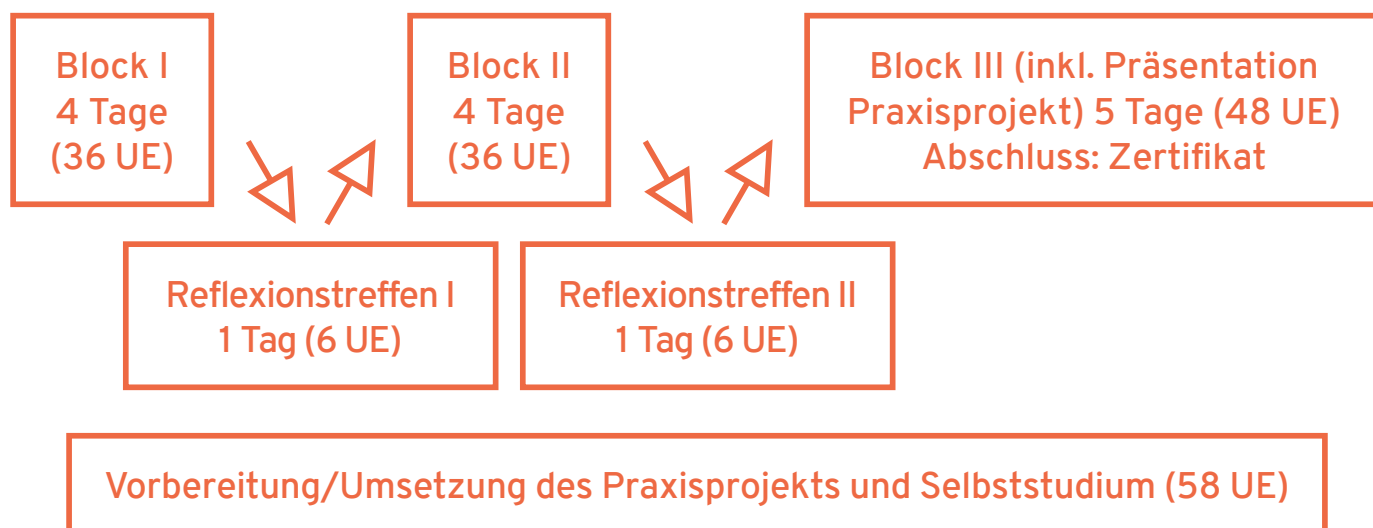 Block I
4 Tage
(36 UE)
Block II
4 Tage
(36 UE)
Block III (inkl. Präsentation
Praxisprojekt) 5 Tage (48 UE)
Abschluss: Zertifikat
Reflexionstreffen I
1 Tag (6 UE)
Reflexionstreffen II
1 Tag (6 UE)
Vorbereitung/Umsetzung des Praxisprojekts und Selbststudium (58 UE)